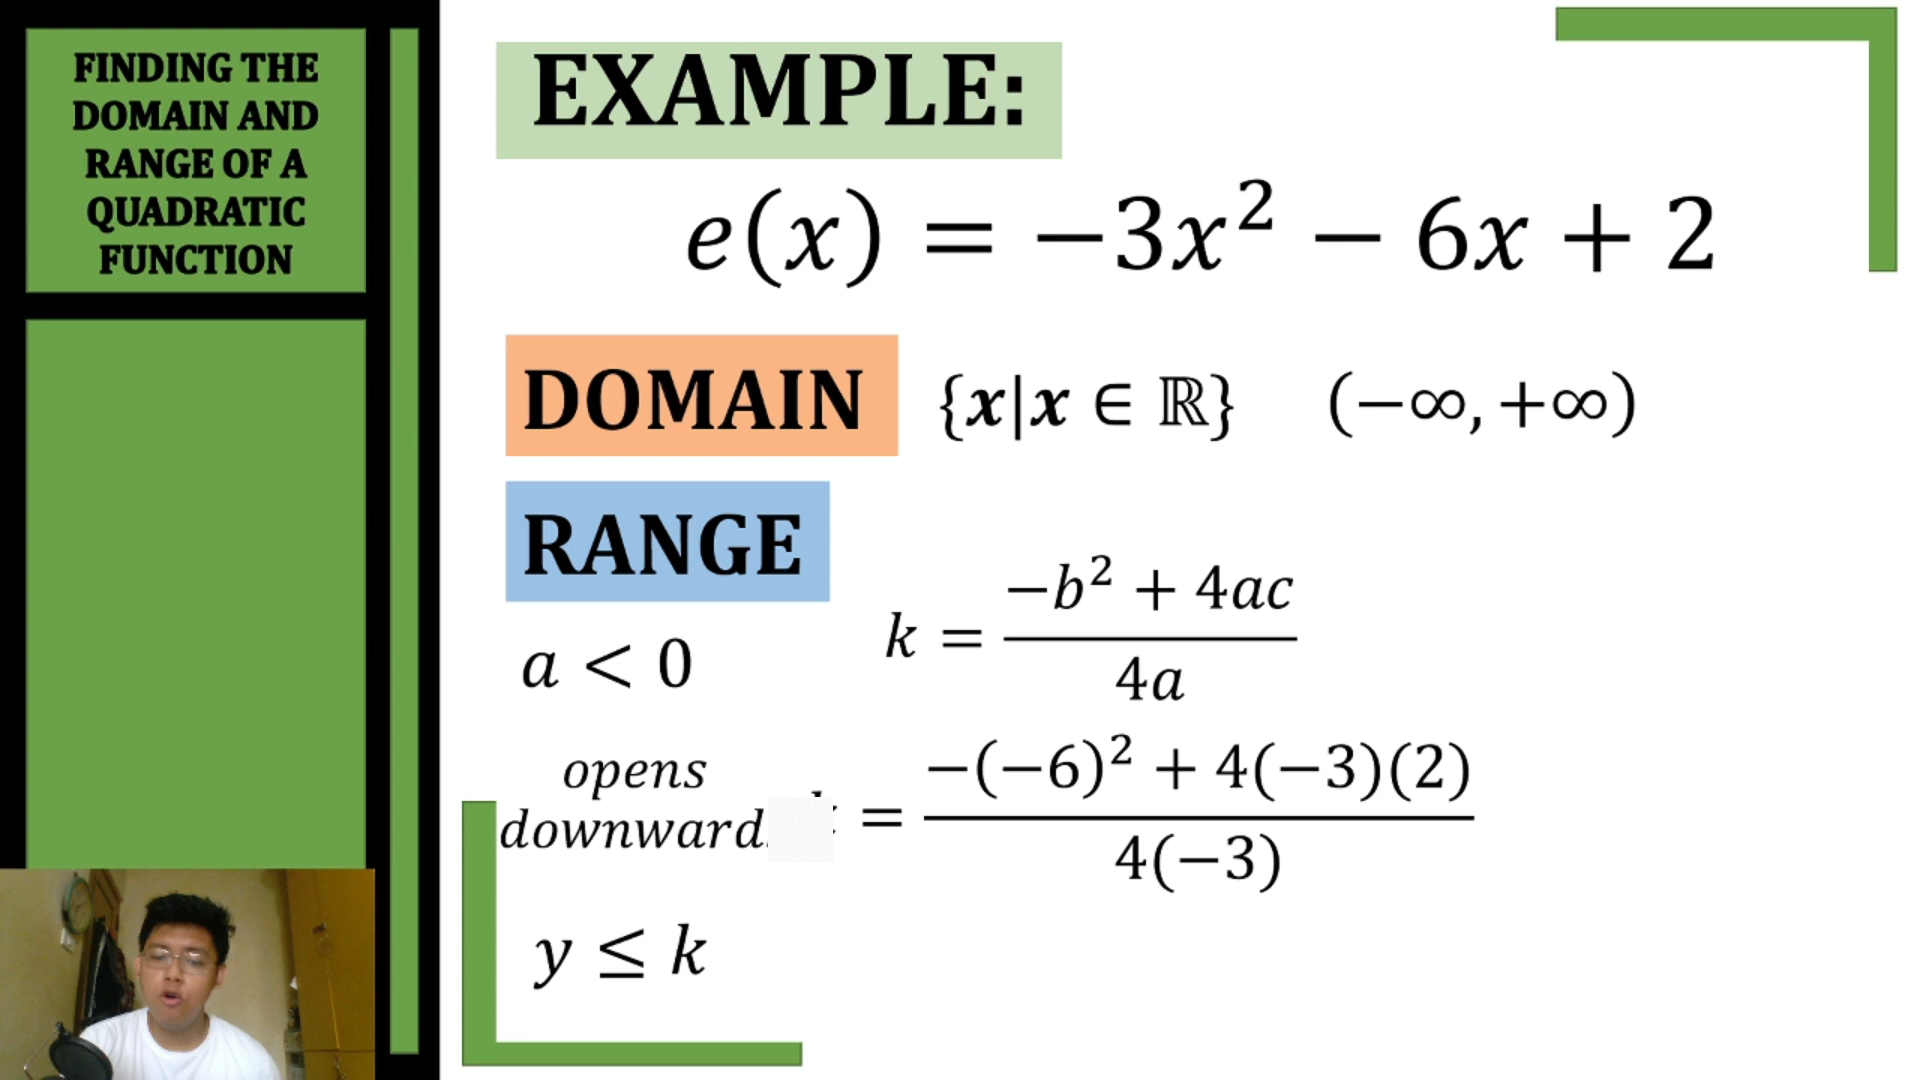 FINDING THE
DOMAIN AND
RANGE OF A
QUADRATIC
FUNCTION
EXAMPLE:
e(x) = −3x² − 6x + 2
DOMAIN {x|x ∈ ℝ} (−∞, +∞)
RANGE
k = (−b² + 4ac)/(4a)
a < 0
opens
downward
= (−(−6)² + 4(−3)(2))/(4(−3))
y ≤ k